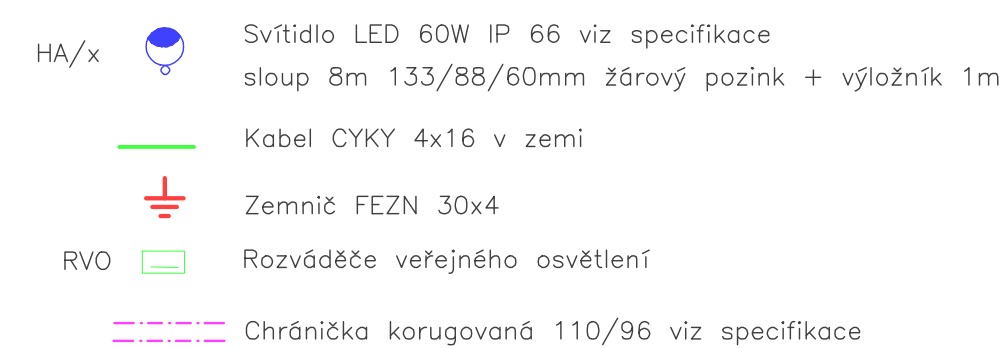 HA/x
Svítidlo LED 60W IP 66 viz specifikace
sloup 8m 133/88/60mm žárový pozink + výložník 1m
Kabel CYKY 4x16 v zemi
Zemnič FEZN 30x4
RVO Rozváděče veřejného osvětlení
Chránička korugovaná 110/96 viz specifikace